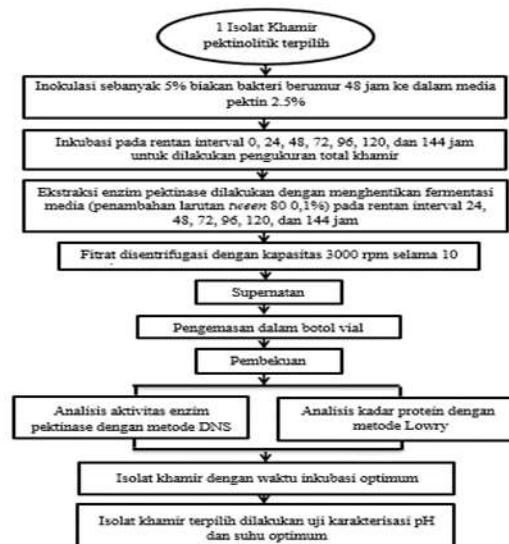 1 Isolat Khamir
pektinolitik terpilih
Inokulasi sebanyak 5% biakan bakteri berumur 48 jam ke dalam media
pektin 2.5%
Inkubasi pada rentan interval 0, 24, 48, 72, 96, 120, dan 144 jam
untuk dilakukan pengukuran total khamir
Ekstraksi enzim pektinase dilakukan dengan menghentikan fermentasi
media (penambahan larutan tween 80 0,1%) pada rentan interval 24,
48, 72, 96, 120, dan 144 jam
Fitrat disentrifugasi dengan kapasitas 3000 rpm selama 10
Supernatan
Pengemasan dalam botol vial
Pembekuan
Analisis aktivitas enzim
pektinase dengan metode DNS
Analisis kadar protein dengan
metode Lowry
Isolat khamir dengan waktu inkubasi optimum
Isolat khamir terpilih dilakukan uji karakterisasi pH
dan suhu optimum